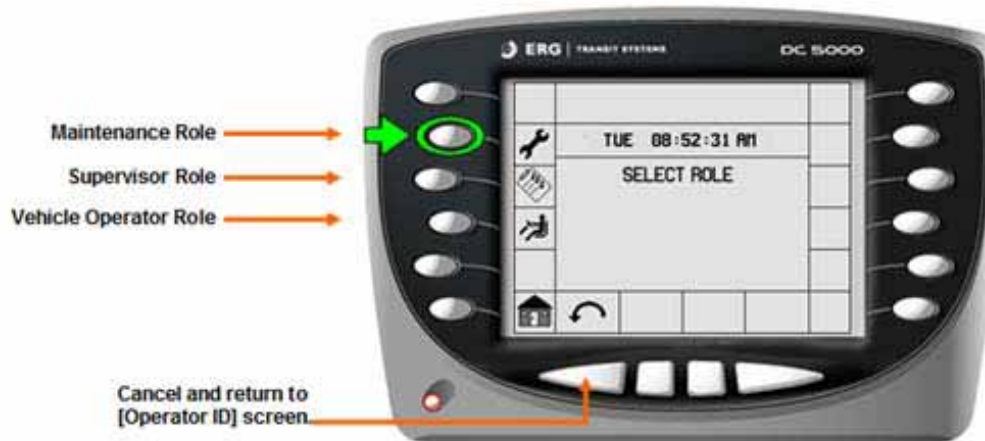 ERG | TRANSIT SYSTEMS DC 5000
Maintenance Role
TUE 08:52:31 AM
Supervisor Role
SELECT ROLE
Vehicle Operator Role
Cancel and return to
[Operator ID] screen